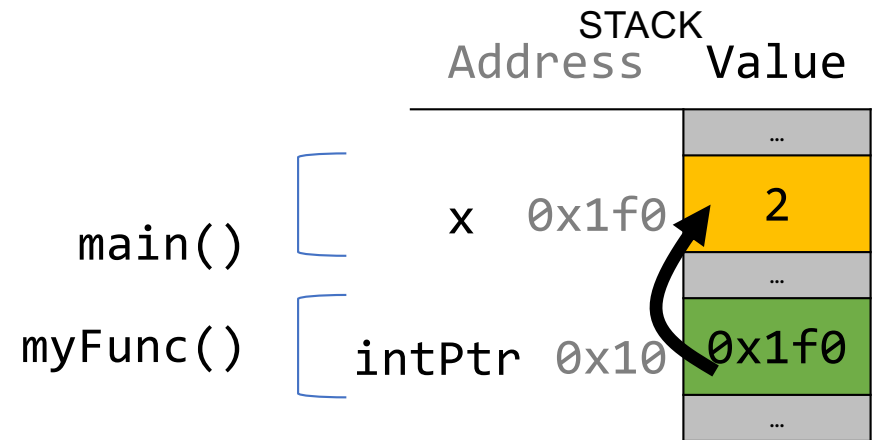 STACK
Address Value
…
x 0x1f0 2
main()
…
myFunc() intPtr 0x10 0x1f0
…